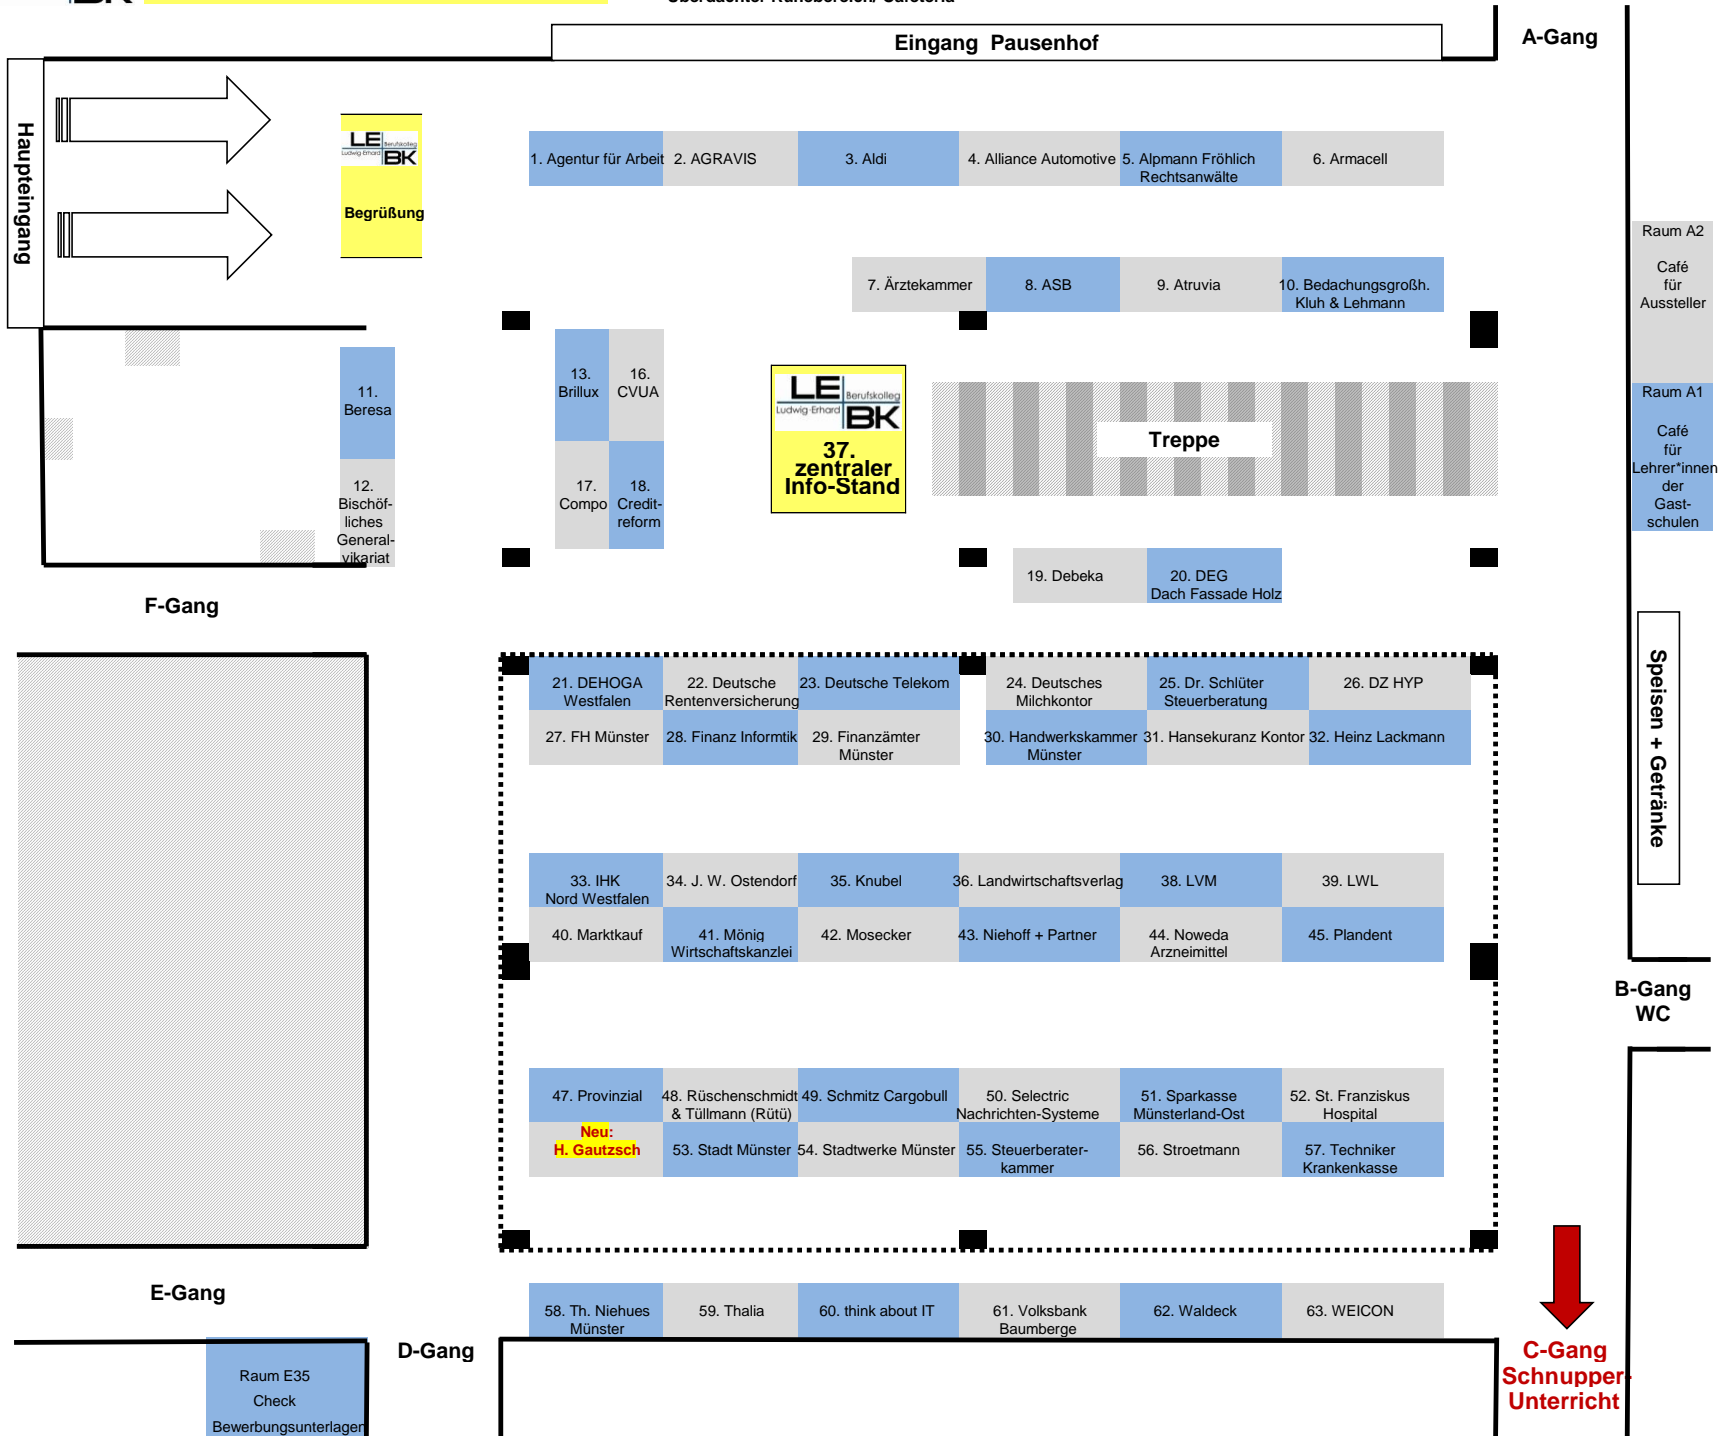 BK
Überdachter Ruhebereich/ Cafeteria
Eingang Pausenhof
A-Gang
Haupteingang
LE Berufskolleg
Ludwig Erhard BK
Begrüßung
1. Agentur für Arbeit
2. AGRAVIS
3. Aldi
4. Alliance Automotive
5. Alpmann Fröhlich
Rechtsanwälte
6. Armacell
7. Ärztekammer
8. ASB
9. Atruvia
10. Bedachungsgroßh.
Kluh & Lehmann
Raum A2
Café
für
Aussteller
11.
Beresa
12.
Bischöf-
liches
General-
vikariat
13.
Brillux
16.
CVUA
17.
Compo
18.
Credit-
reform
LE Berufskolleg
Ludwig-Erhard BK
37.
zentraler
Info-Stand
Treppe
Raum A1
Café
für
Lehrer*innen
der
Gast-
schulen
19. Debeka
20. DEG
Dach Fassade Holz
F-Gang
Speisen + Getränke
21. DEHOGA
Westfalen
22. Deutsche
Rentenversicherung
23. Deutsche Telekom
24. Deutsches
Milchkontor
25. Dr. Schlüter
Steuerberatung
26. DZ HYP
27. FH Münster
28. Finanz Informtik
29. Finanzämter
Münster
30. Handwerkskammer
Münster
31. Hansekuranz Kontor
32. Heinz Lackmann
33. IHK
Nord Westfalen
34. J. W. Ostendorf
35. Knubel
36. Landwirtschaftsverlag
38. LVM
39. LWL
40. Marktkauf
41. Mönig
Wirtschaftskanzlei
42. Mosecker
43. Niehoff + Partner
44. Noweda
Arzneimittel
45. Plandent
B-Gang
WC
47. Provinzial
48. Rüschenschmidt
& Tüllmann (Rütü)
49. Schmitz Cargobull
50. Selectric
Nachrichten-Systeme
51. Sparkasse
Münsterland-Ost
52. St. Franziskus
Hospital
Neu:
H. Gautzsch
53. Stadt Münster
54. Stadtwerke Münster
55. Steuerberater-
kammer
56. Stroetmann
57. Techniker
Krankenkasse
E-Gang
58. Th. Niehues
Münster
59. Thalia
60. think about IT
61. Volksbank
Baumberge
62. Waldeck
63. WEICON
D-Gang
C-Gang
Schnupper-
Unterricht
Raum E35
Check
Bewerbungsunterlagen